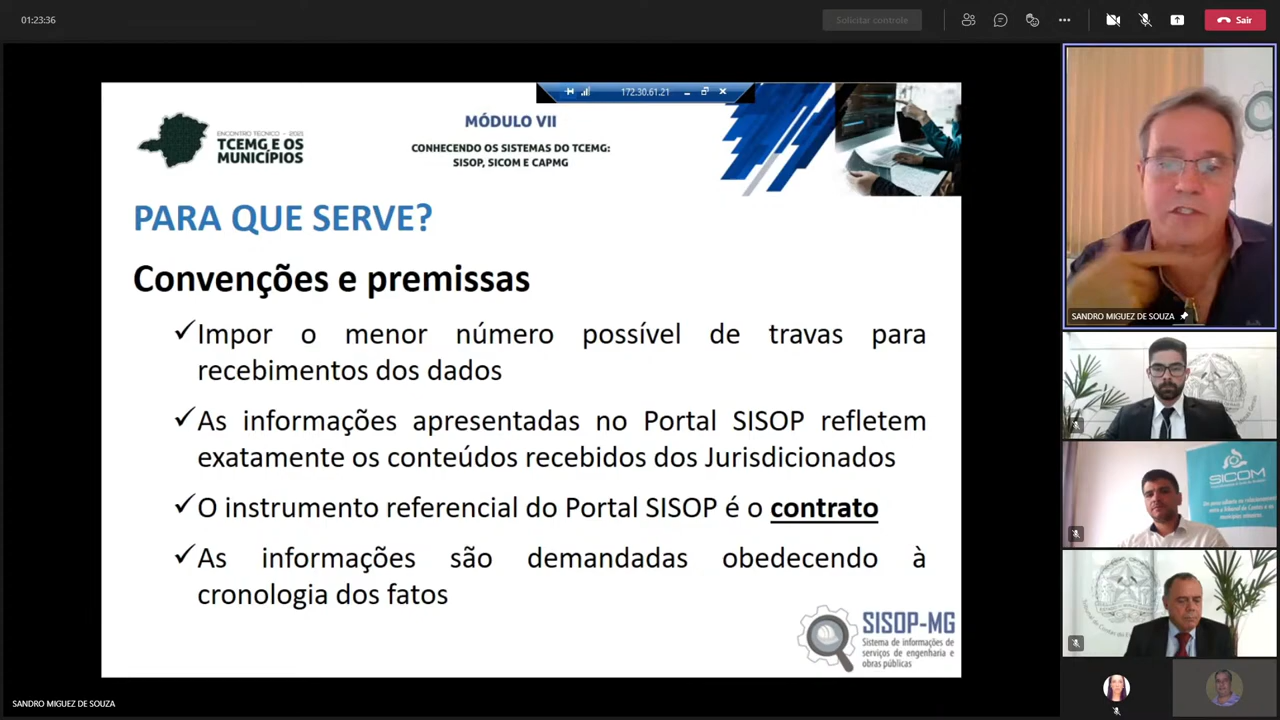 01:23:36
Solicitar controle
Sair
172.30.61.21
ENCONTRO TÉCNICO - 2021
TCEMG E OS
MUNICÍPIOS
MÓDULO VII
CONHECENDO OS SISTEMAS DO TCEMG:
SISOP, SICOM E CAPMG
PARA QUE SERVE?
Convenções e premissas
✓Impor o menor número possível de travas para
recebimentos dos dados
✓As informações apresentadas no Portal SISOP refletem
exatamente os conteúdos recebidos dos Jurisdicionados
✓O instrumento referencial do Portal SISOP é o contrato
✓As informações são demandadas obedecendo à
cronologia dos fatos
SISOP-MG
Sistema de informações de
serviços de engenharia e
obras públicas
SANDRO MIGUEZ DE SOUZA
SICOM
SANDRO MIGUEZ DE SOUZA